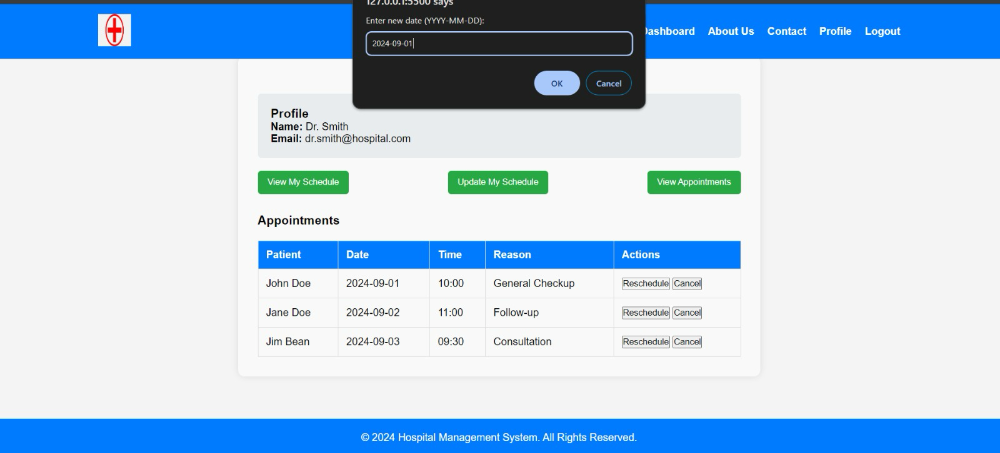 127.0.0.1:5500 says
Enter new date (YYYY-MM-DD):
2024-09-01
OK Cancel
Dashboard About Us Contact Profile Logout
Profile
Name: Dr. Smith
Email: dr.smith@hospital.com
View My Schedule Update My Schedule View Appointments
Appointments
Patient Date Time Reason Actions
John Doe 2024-09-01 10:00 General Checkup Reschedule Cancel
Jane Doe 2024-09-02 11:00 Follow-up Reschedule Cancel
Jim Bean 2024-09-03 09:30 Consultation Reschedule Cancel
© 2024 Hospital Management System. All Rights Reserved.